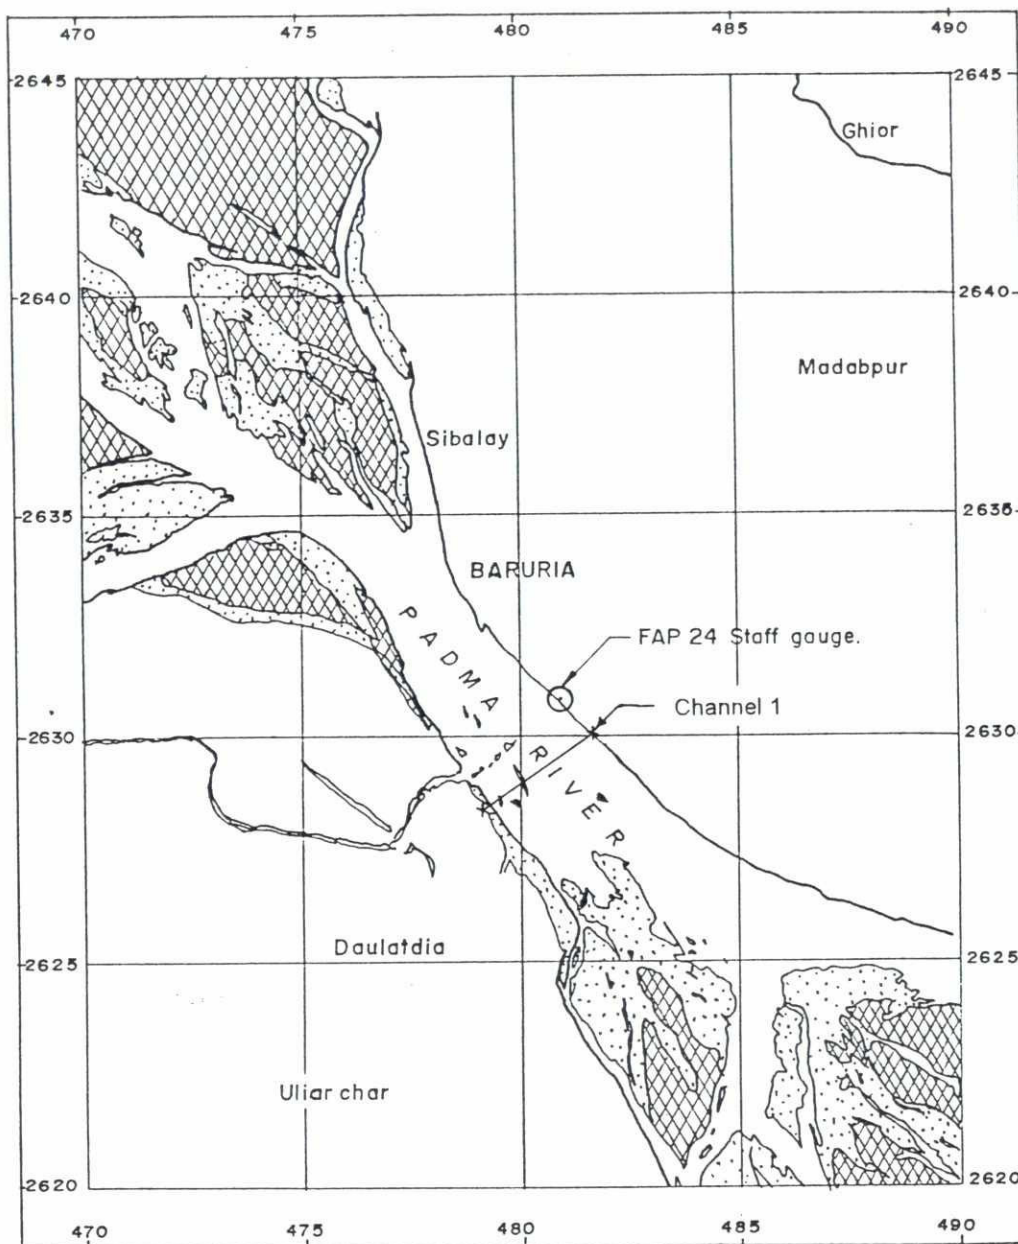 470 475 480 485 490
2645 2645
Ghior
2640 2640
Madabpur
Sibalay
2635 2635
BARURIA
PADMA RIVER
FAP 24 Staff gauge.
Channel 1
2630 2630
Daulatdia
2625 2625
Uliar char
2620 2620
470 475 480 485 490